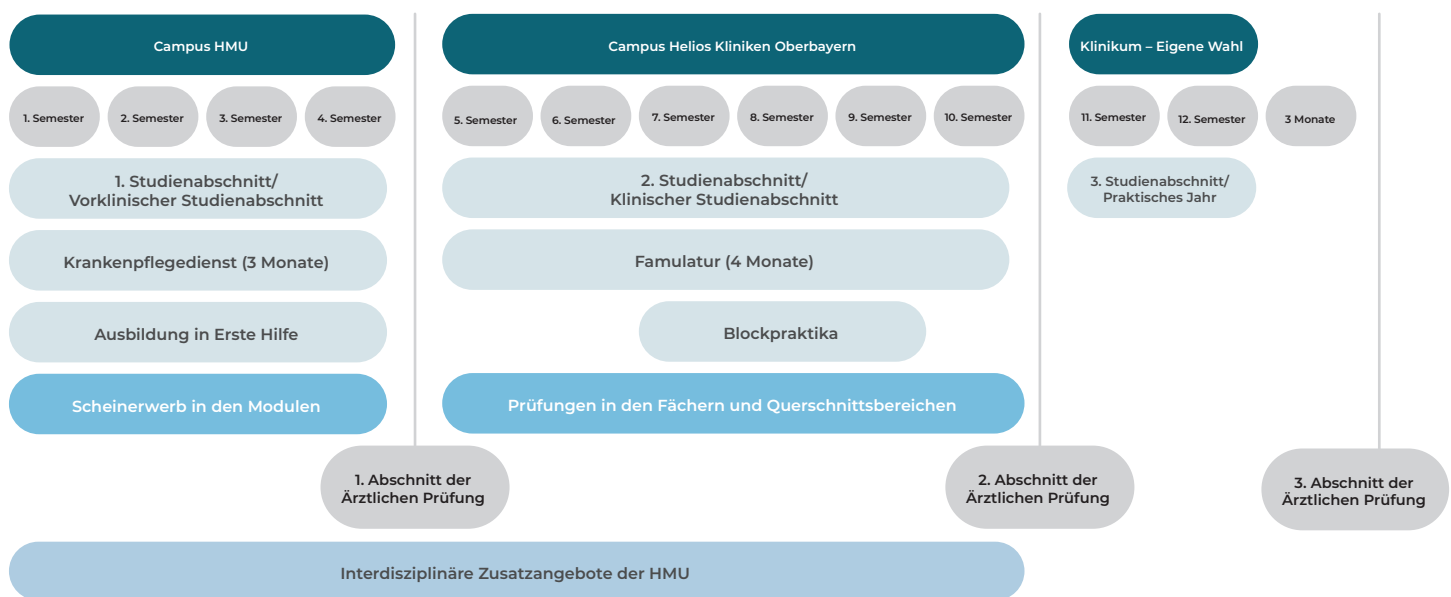 Campus HMU
Campus Helios Kliniken Oberbayern
Klinikum – Eigene Wahl
1. Semester
2. Semester
3. Semester
4. Semester
5. Semester
6. Semester
7. Semester
8. Semester
9. Semester
10. Semester
11. Semester
12. Semester
3 Monate
1. Studienabschnitt/
Vorklinischer Studienabschnitt
2. Studienabschnitt/
Klinischer Studienabschnitt
3. Studienabschnitt/
Praktisches Jahr
Krankenpflegedienst (3 Monate)
Famulatur (4 Monate)
Ausbildung in Erste Hilfe
Blockpraktika
Scheinerwerb in den Modulen
Prüfungen in den Fächern und Querschnittsbereichen
1. Abschnitt der
Ärztlichen Prüfung
2. Abschnitt der
Ärztlichen Prüfung
3. Abschnitt der
Ärztlichen Prüfung
Interdisziplinäre Zusatzangebote der HMU